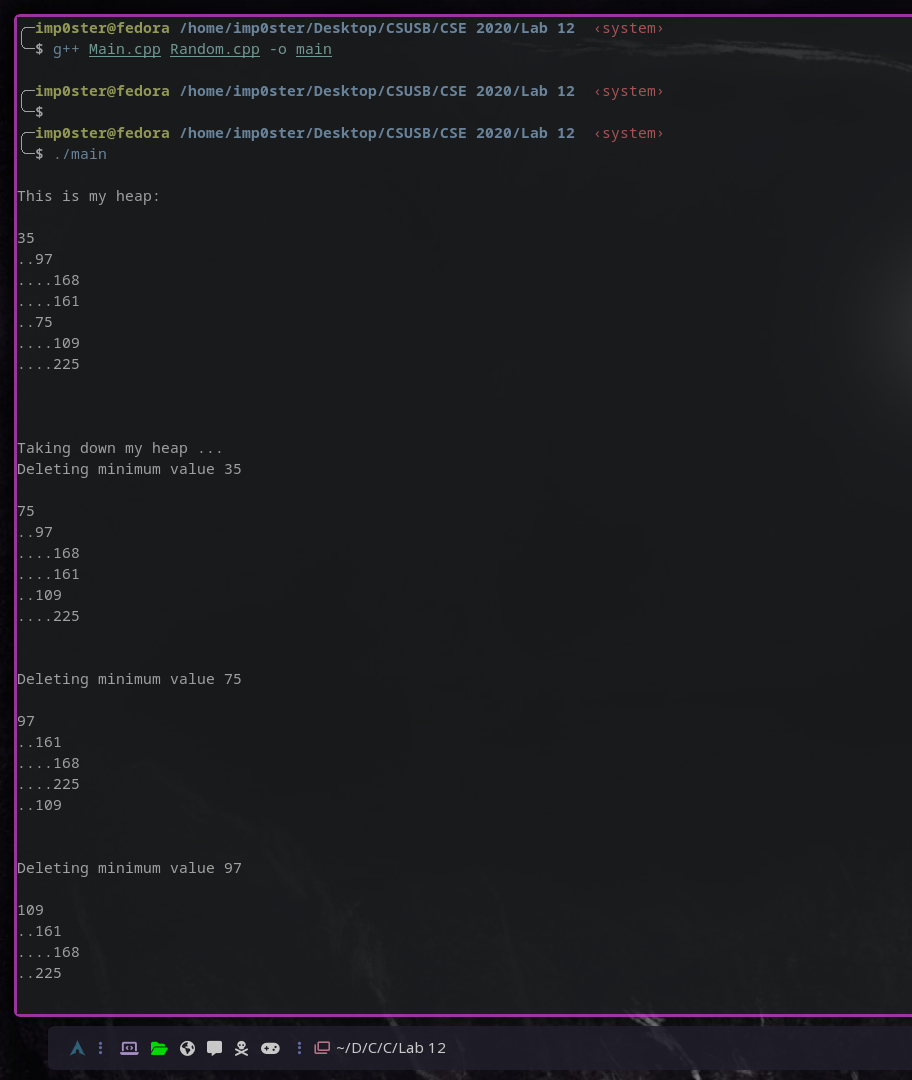 imp0ster@fedora /home/imp0ster/Desktop/CSUSB/CSE 2020/Lab 12 ‹system›
$ g++ Main.cpp Random.cpp -o main
imp0ster@fedora /home/imp0ster/Desktop/CSUSB/CSE 2020/Lab 12 ‹system›
$
imp0ster@fedora /home/imp0ster/Desktop/CSUSB/CSE 2020/Lab 12 ‹system›
$ ./main
This is my heap:
35
..97
....168
....161
..75
....109
....225
Taking down my heap ...
Deleting minimum value 35
75
..97
....168
....161
..109
....225
Deleting minimum value 75
97
..161
....168
....225
..109
Deleting minimum value 97
109
..161
....168
..225
~/D/C/C/Lab 12